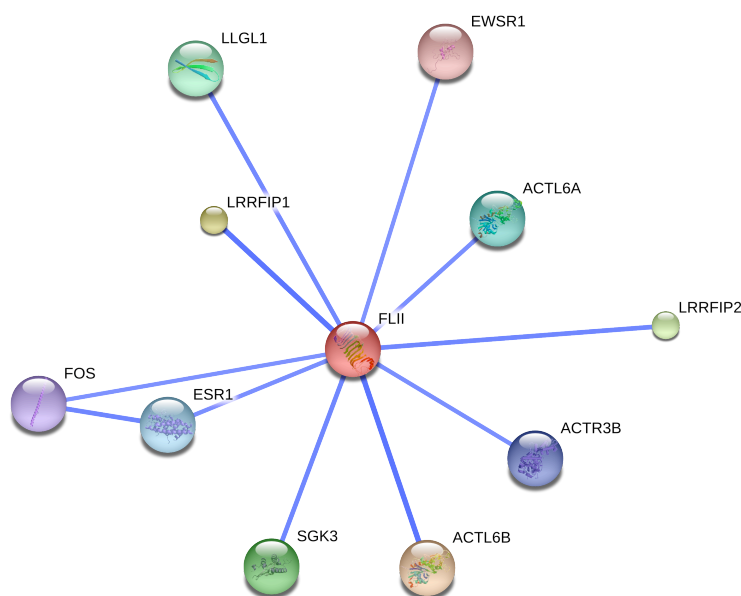 EWSR1
LLGL1
ACTL6A
LRRFIP1
LRRFIP2
FLII
FOS
ESR1
ACTR3B
SGK3
ACTL6B